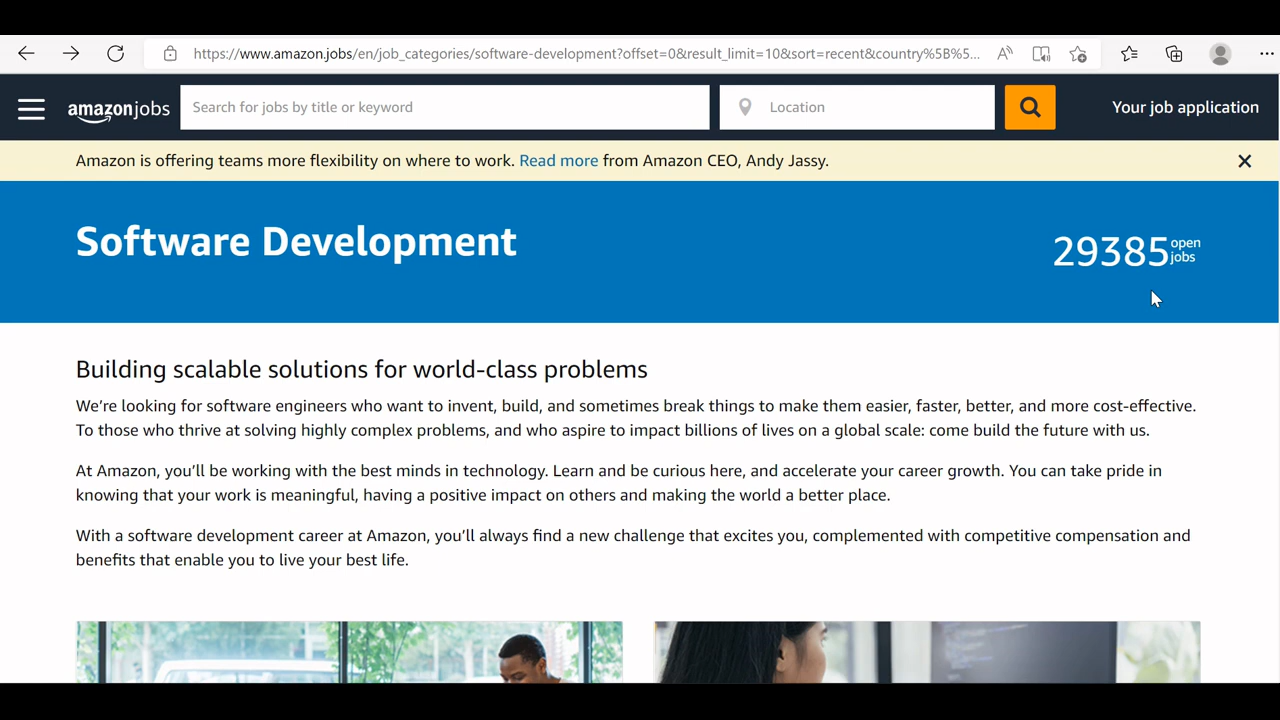 https://www.amazon.jobs/en/job_categories/software-development?offset=0&result_limit=10&sort=recent&country%5B%5...
amazonjobs
Search for jobs by title or keyword
Location
Your job application
Amazon is offering teams more flexibility on where to work. Read more from Amazon CEO, Andy Jassy.
Software Development
29385 open jobs
Building scalable solutions for world-class problems
We’re looking for software engineers who want to invent, build, and sometimes break things to make them easier, faster, better, and more cost-effective.
To those who thrive at solving highly complex problems, and who aspire to impact billions of lives on a global scale: come build the future with us.
At Amazon, you’ll be working with the best minds in technology. Learn and be curious here, and accelerate your career growth. You can take pride in
knowing that your work is meaningful, having a positive impact on others and making the world a better place.
With a software development career at Amazon, you’ll always find a new challenge that excites you, complemented with competitive compensation and
benefits that enable you to live your best life.